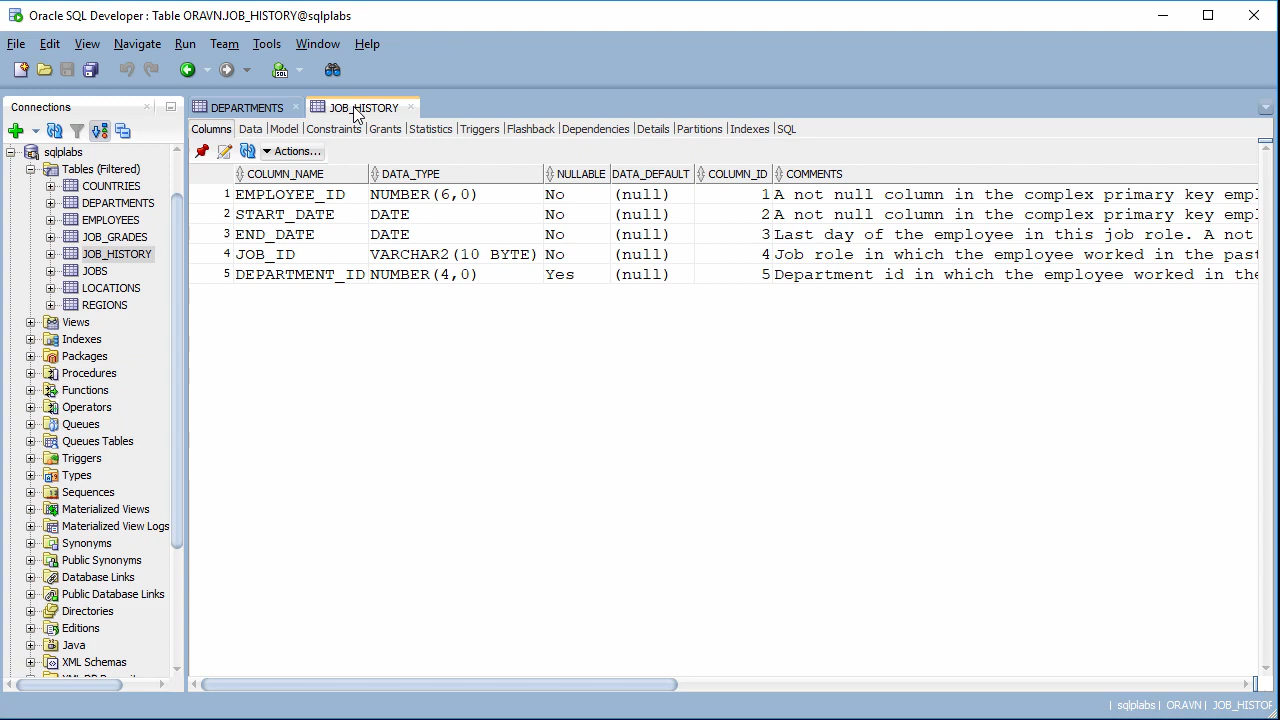 Oracle SQL Developer : Table ORAVN.JOB_HISTORY@sqlplabs
File Edit View Navigate Run Team Tools Window Help
Connections
sqlplabs
Tables (Filtered)
COUNTRIES
DEPARTMENTS
EMPLOYEES
JOB_GRADES
JOB_HISTORY
JOBS
LOCATIONS
REGIONS
Views
Indexes
Packages
Procedures
Functions
Operators
Queues
Queues Tables
Triggers
Types
Sequences
Materialized Views
Materialized View Logs
Synonyms
Public Synonyms
Database Links
Public Database Links
Directories
Editions
Java
XML Schemas
DEPARTMENTS JOB_HISTORY
Columns Data Model Constraints Grants Statistics Triggers Flashback Dependencies Details Partitions Indexes SQL
Actions...
COLUMN_NAME DATA_TYPE NULLABLE DATA_DEFAULT COLUMN_ID COMMENTS
1 EMPLOYEE_ID NUMBER(6,0) No (null) 1 A not null column in the complex primary key empl
2 START_DATE DATE No (null) 2 A not null column in the complex primary key empl
3 END_DATE DATE No (null) 3 Last day of the employee in this job role. A not
4 JOB_ID VARCHAR2(10 BYTE) No (null) 4 Job role in which the employee worked in the past
5 DEPARTMENT_ID NUMBER(4,0) Yes (null) 5 Department id in which the employee worked in the
sqlplabs ORAVN JOB_HISTOR